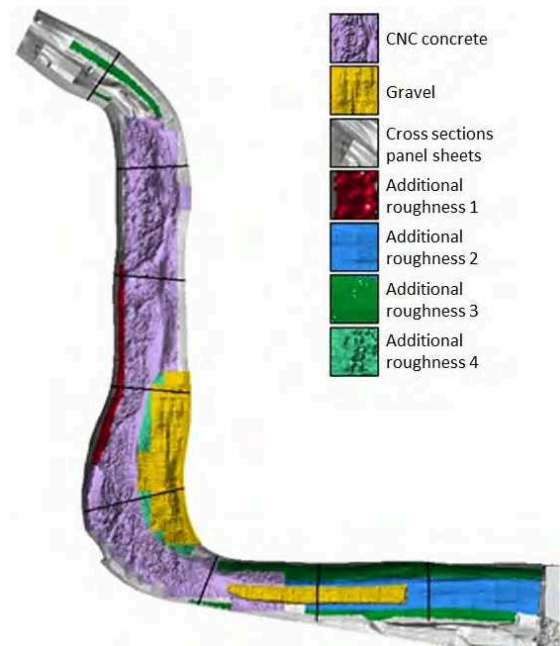 CNC concrete
Gravel
Cross sections
panel sheets
Additional
roughness 1
Additional
roughness 2
Additional
roughness 3
Additional
roughness 4